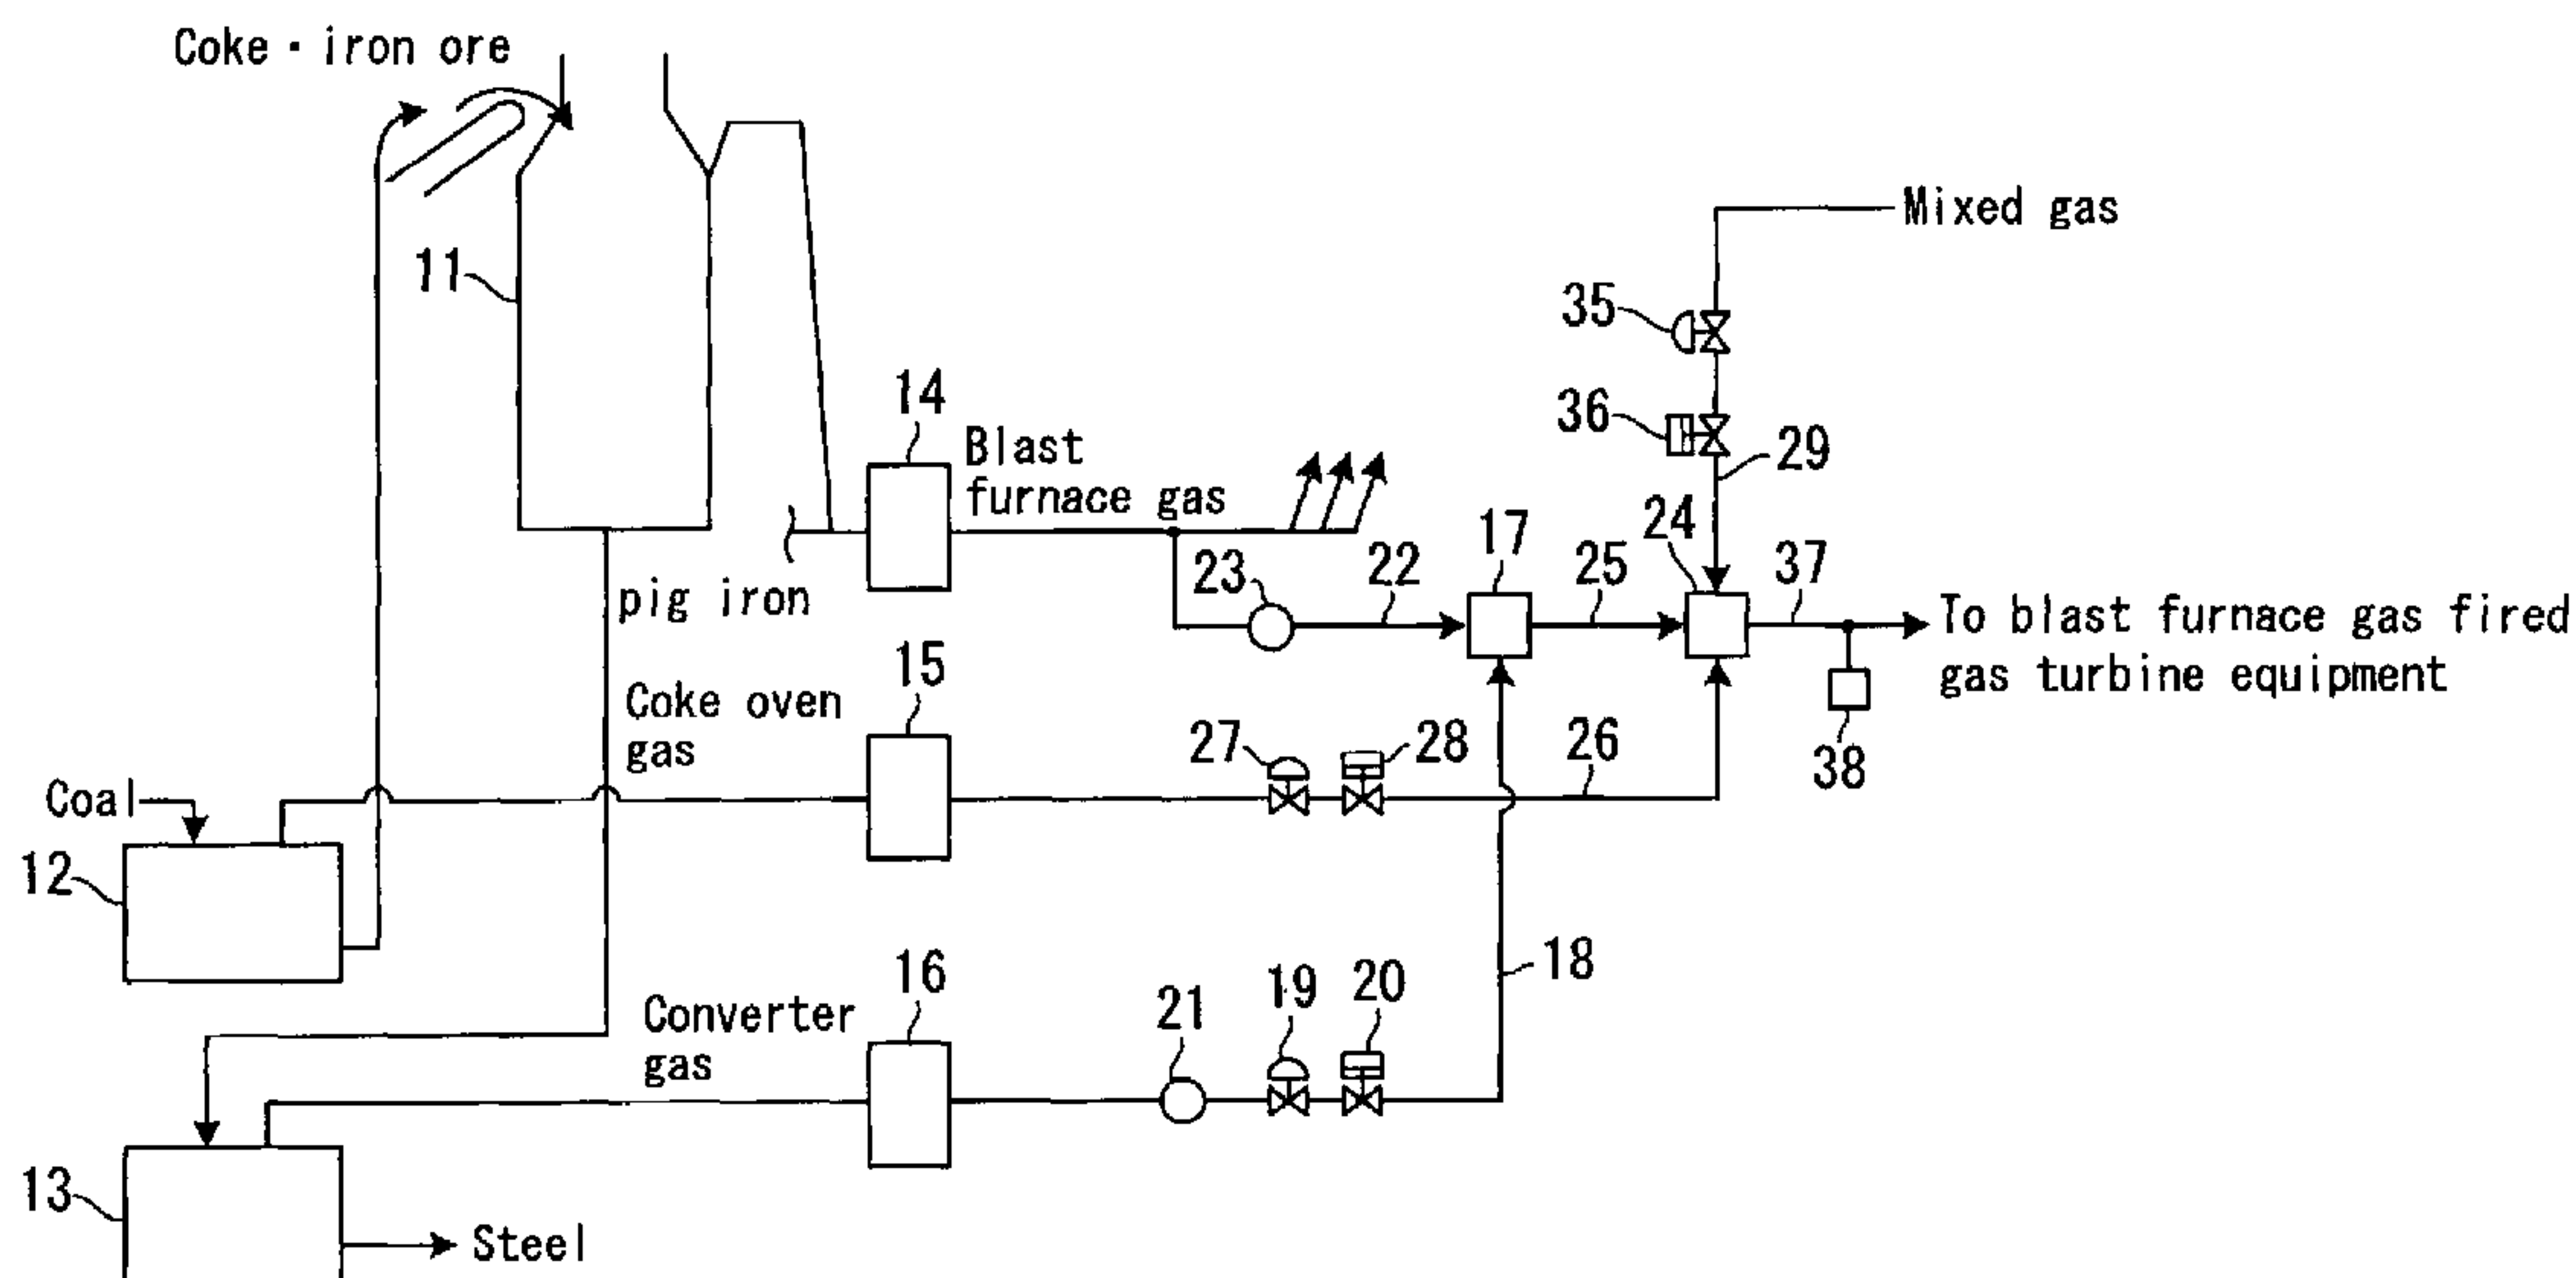 Coke・iron ore
11
Mixed gas
35
36
29
14
Blast
furnace gas
24
17
37
25
22
23
To blast furnace gas fired
gas turbine equipment
pig iron
15
Coke oven
gas
27
28
26
38
Coal
12
16
18
Converter
gas
21
19
20
13
Steel